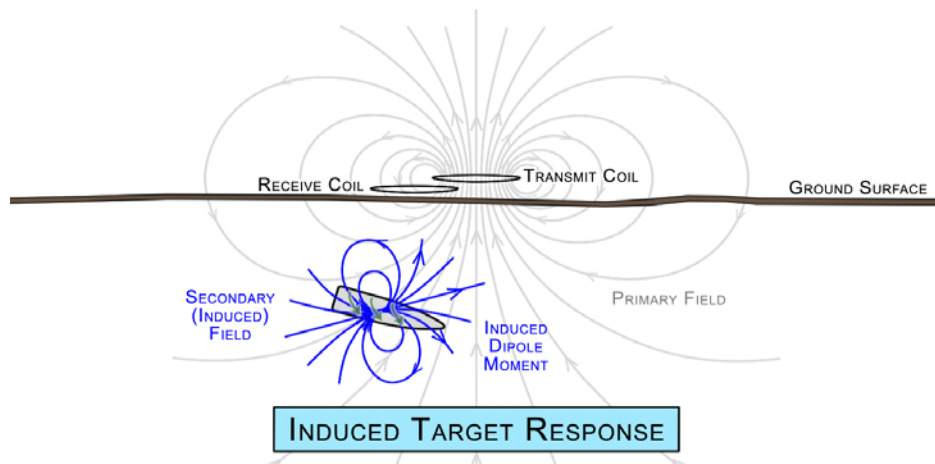 RECEIVE COIL
TRANSMIT COIL
GROUND SURFACE
SECONDARY
(INDUCED)
FIELD
INDUCED
DIPOLE
MOMENT
PRIMARY FIELD
INDUCED TARGET RESPONSE